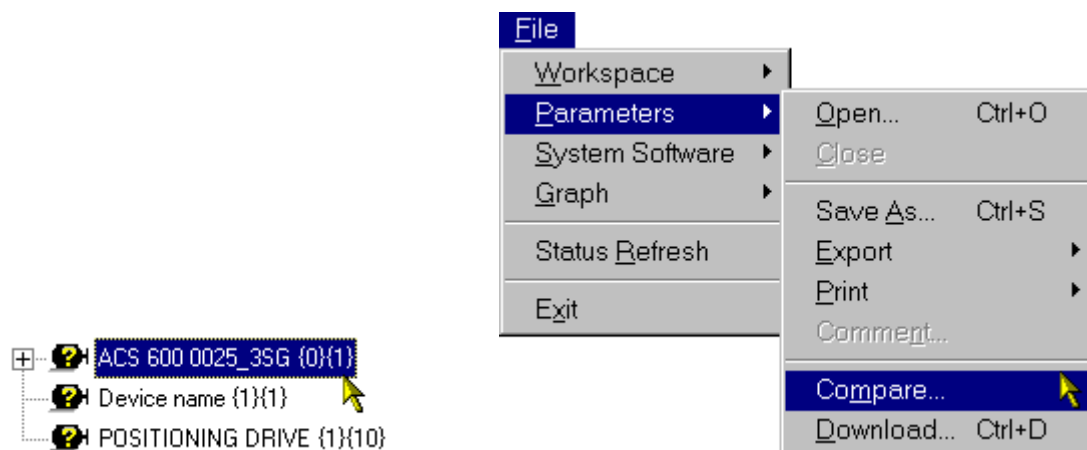 File
Workspace
Parameters
System Software
Graph
Status Refresh
Exit
Open... Ctrl+O
Close
Save As... Ctrl+S
Export
Print
Comment...
Compare...
Download... Ctrl+D
ACS 600 0025_3SG {0}{1}
Device name {1}{1}
POSITIONING DRIVE {1}{10}